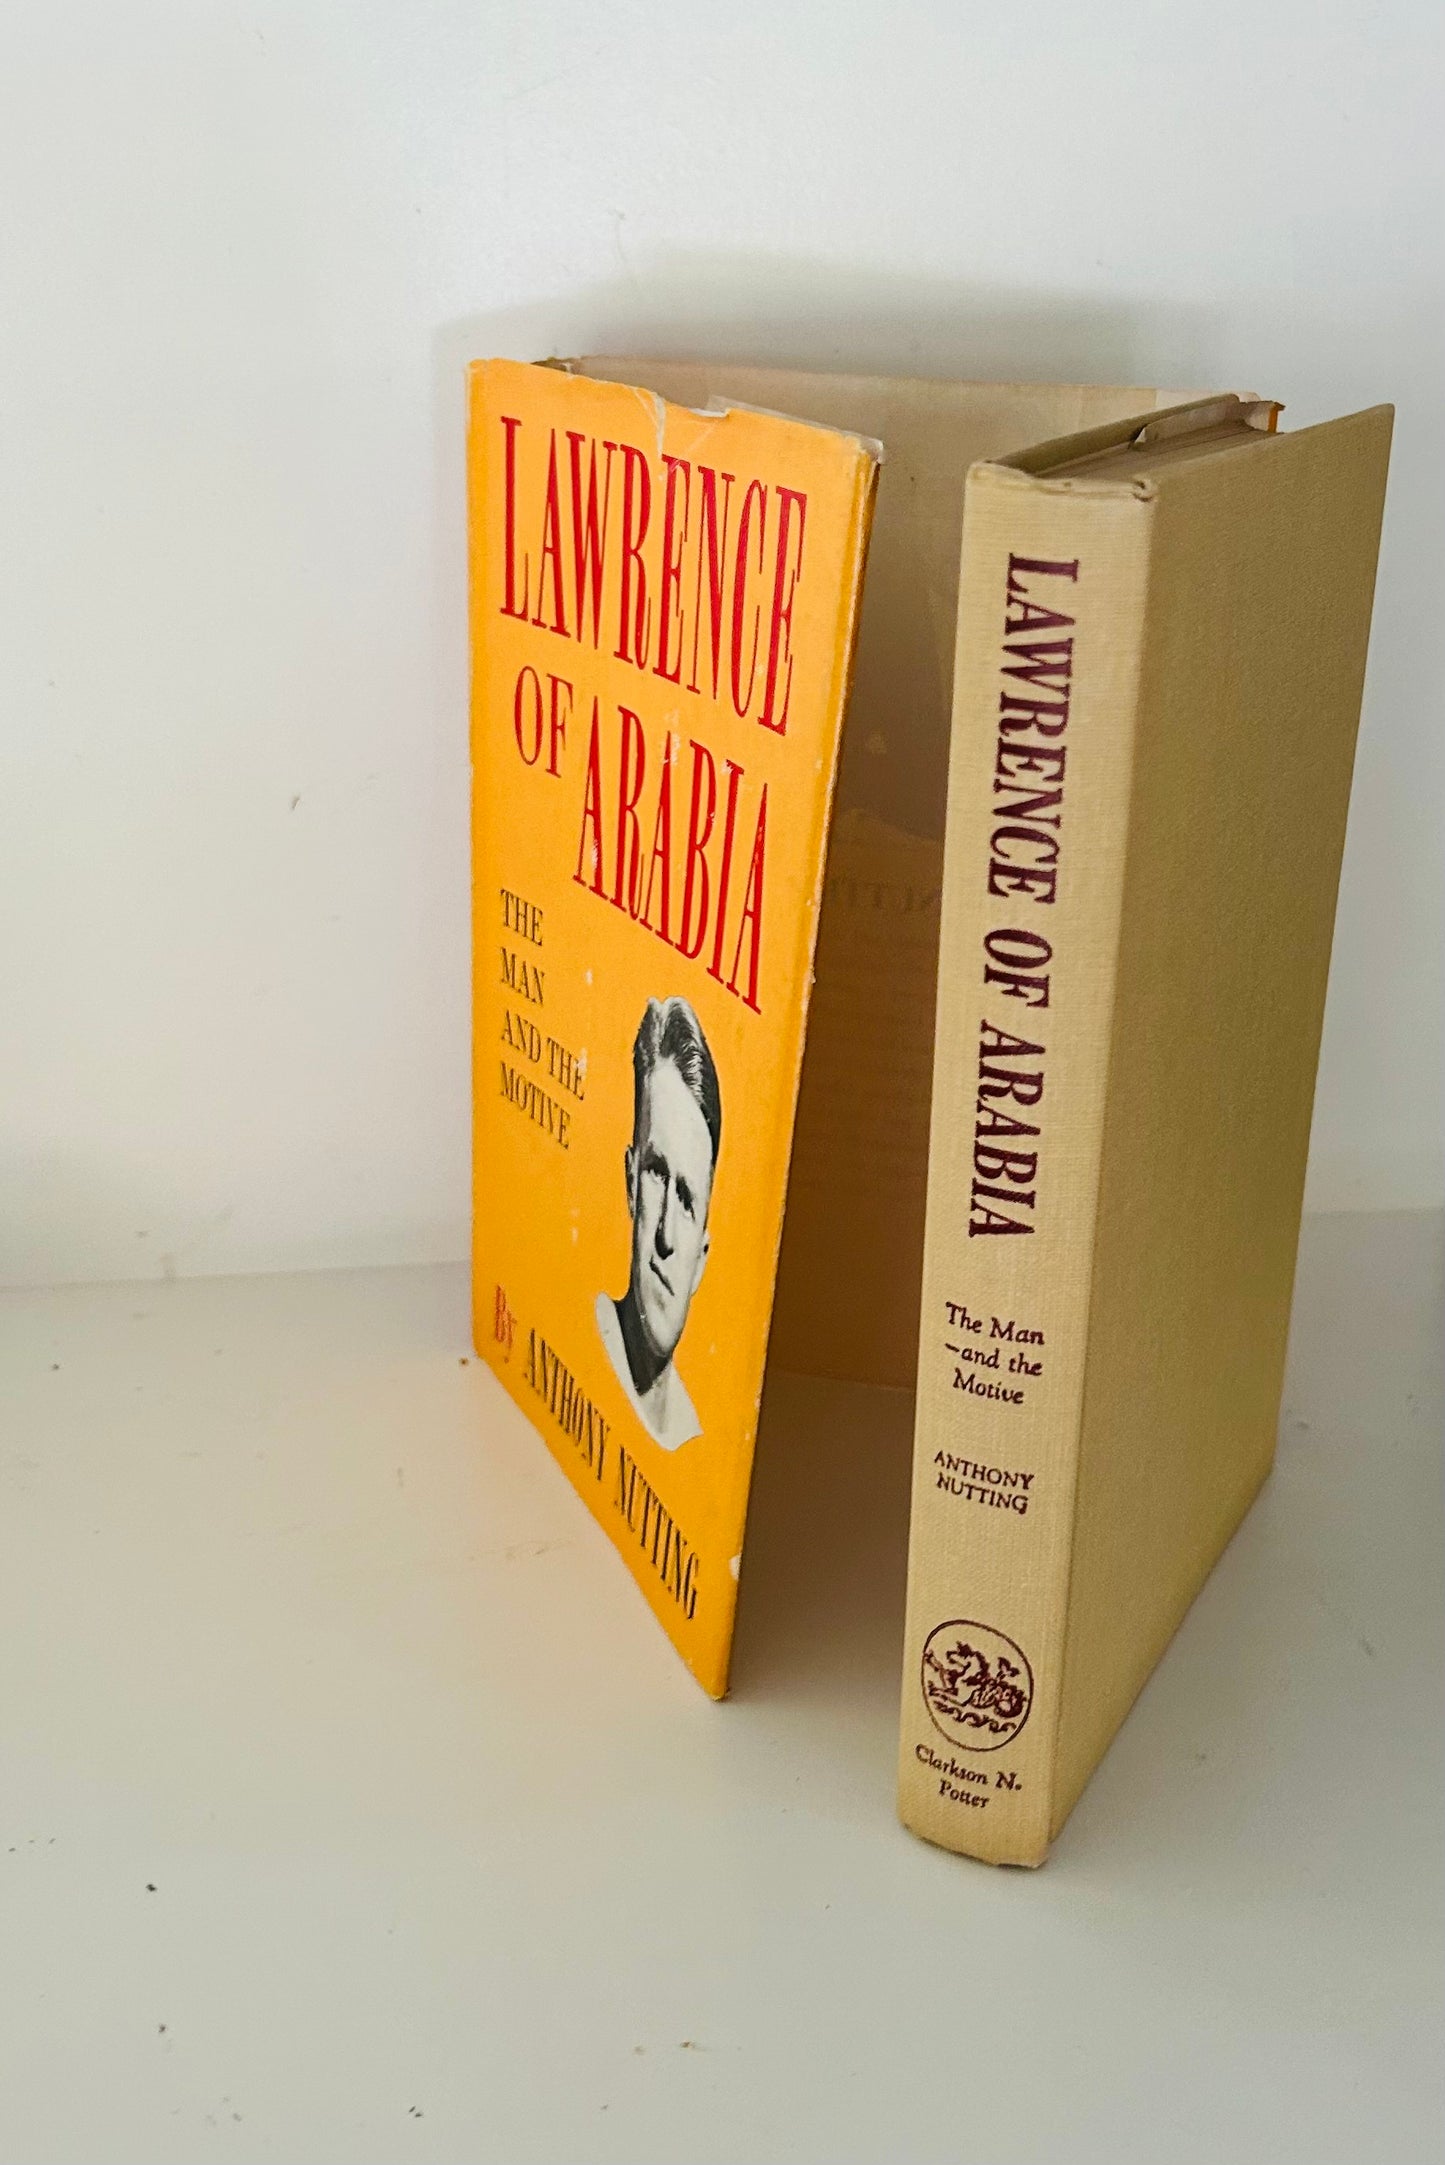 LAWRENCE
OF ARABIA
THE
MAN
AND THE
MOTIVE
By ANTHONY NUTTING
LAWRENCE OF ARABIA
The Man
—and the
Motive
ANTHONY
NUTTING
Clarkson N.
Potter